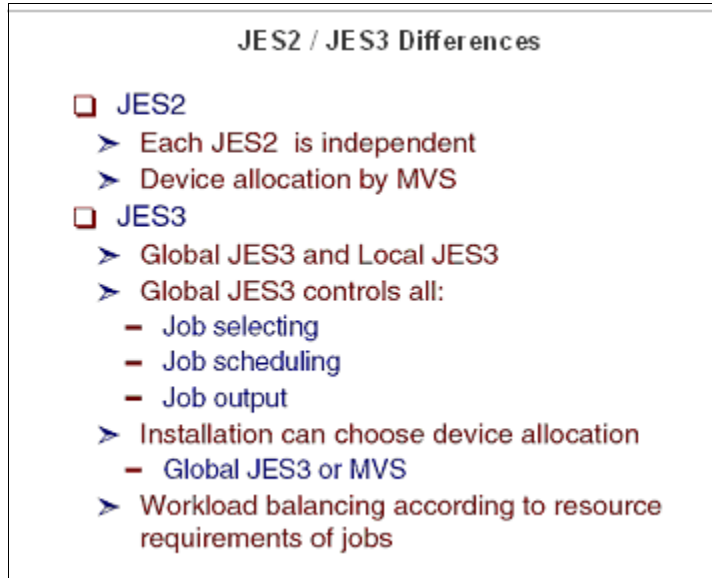 JES2 / JES3 Differences
❑ JES2
➢ Each JES2 is independent
➢ Device allocation by MVS
❑ JES3
➢ Global JES3 and Local JES3
➢ Global JES3 controls all:
– Job selecting
– Job scheduling
– Job output
➢ Installation can choose device allocation
– Global JES3 or MVS
➢ Workload balancing according to resource
requirements of jobs